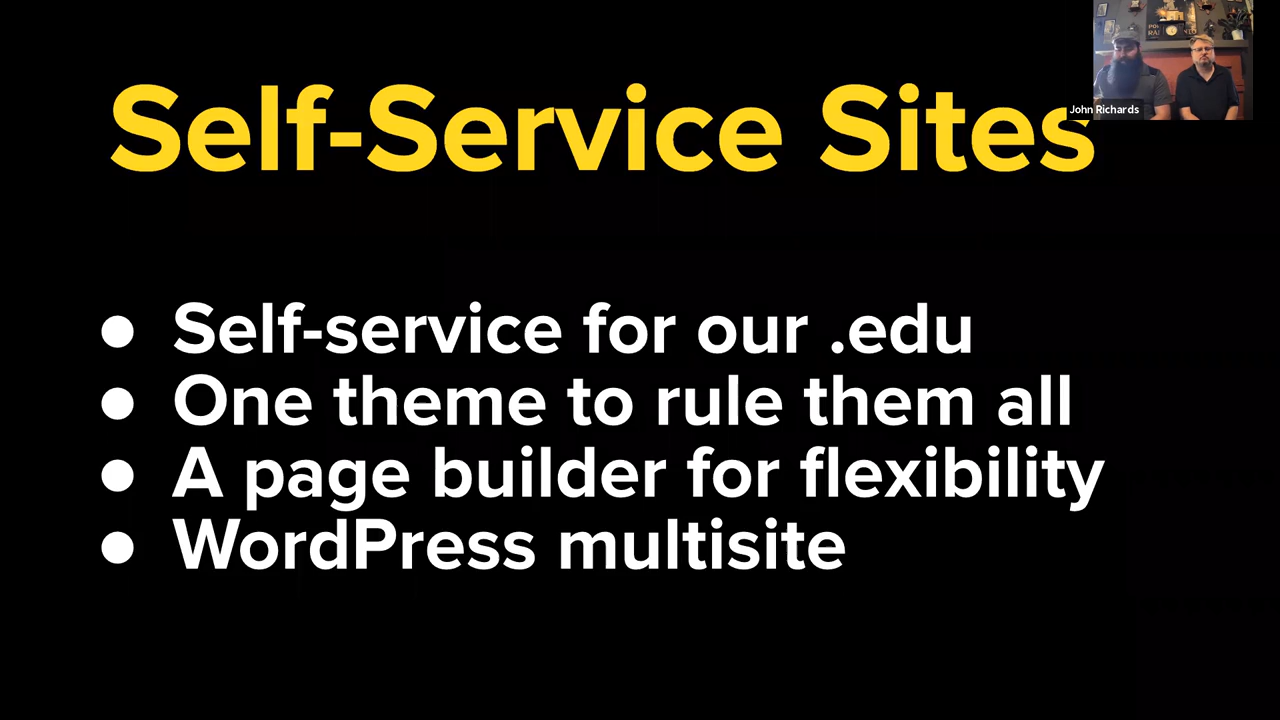 Self-Service Sites
John Richards
● Self-service for our .edu
● One theme to rule them all
● A page builder for flexibility
● WordPress multisite